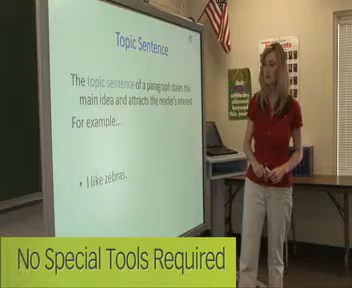 Topic Sentence
The topic sentence of a paragraph states the
main idea and attracts the reader's interest
For example...
• I like zebras.
Only
No Special Tools Required